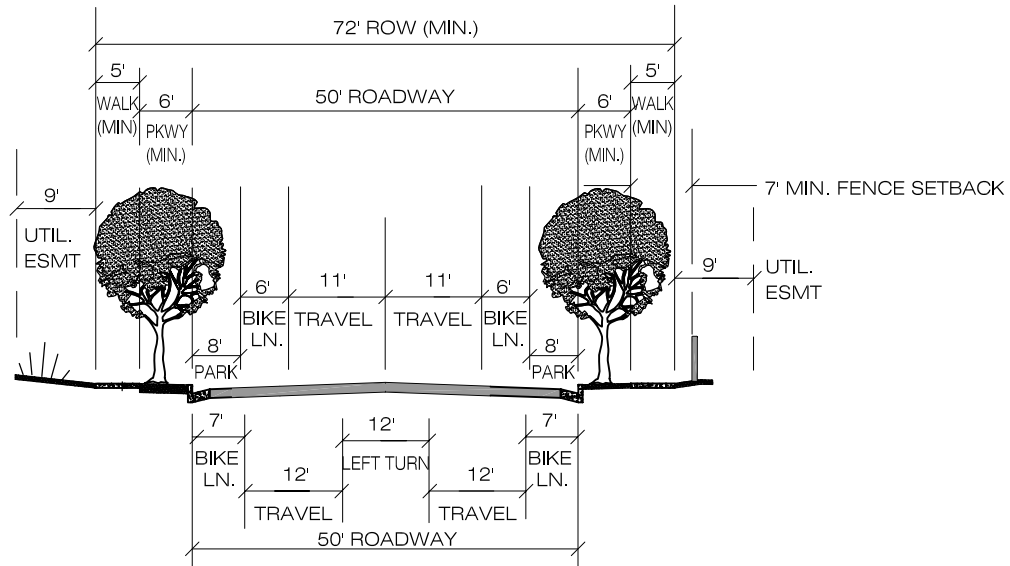 72' ROW (MIN.)
5'
WALK
(MIN)
6'
PKWY
(MIN.)
50' ROADWAY
6'
PKWY
(MIN.)
5'
WALK
(MIN)
9'
UTIL.
ESMT
7' MIN. FENCE SETBACK
9'
UTIL.
ESMT
8'
PARK
6'
BIKE
LN.
11'
TRAVEL
11'
TRAVEL
6'
BIKE
LN.
8'
PARK
7'
BIKE
LN.
12'
TRAVEL
12'
LEFT TURN
12'
TRAVEL
7'
BIKE
LN.
50' ROADWAY